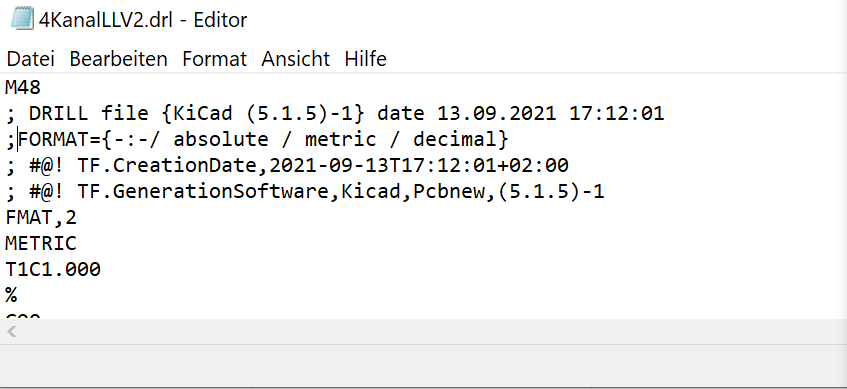 4KanalLLV2.drl - Editor
Datei Bearbeiten Format Ansicht Hilfe
M48
; DRILL file {KiCad (5.1.5)-1} date 13.09.2021 17:12:01
;FORMAT={-:-/ absolute / metric / decimal}
; #@! TF.CreationDate,2021-09-13T17:12:01+02:00
; #@! TF.GenerationSoftware,Kicad,Pcbnew,(5.1.5)-1
FMAT,2
METRIC
T1C1.000
%